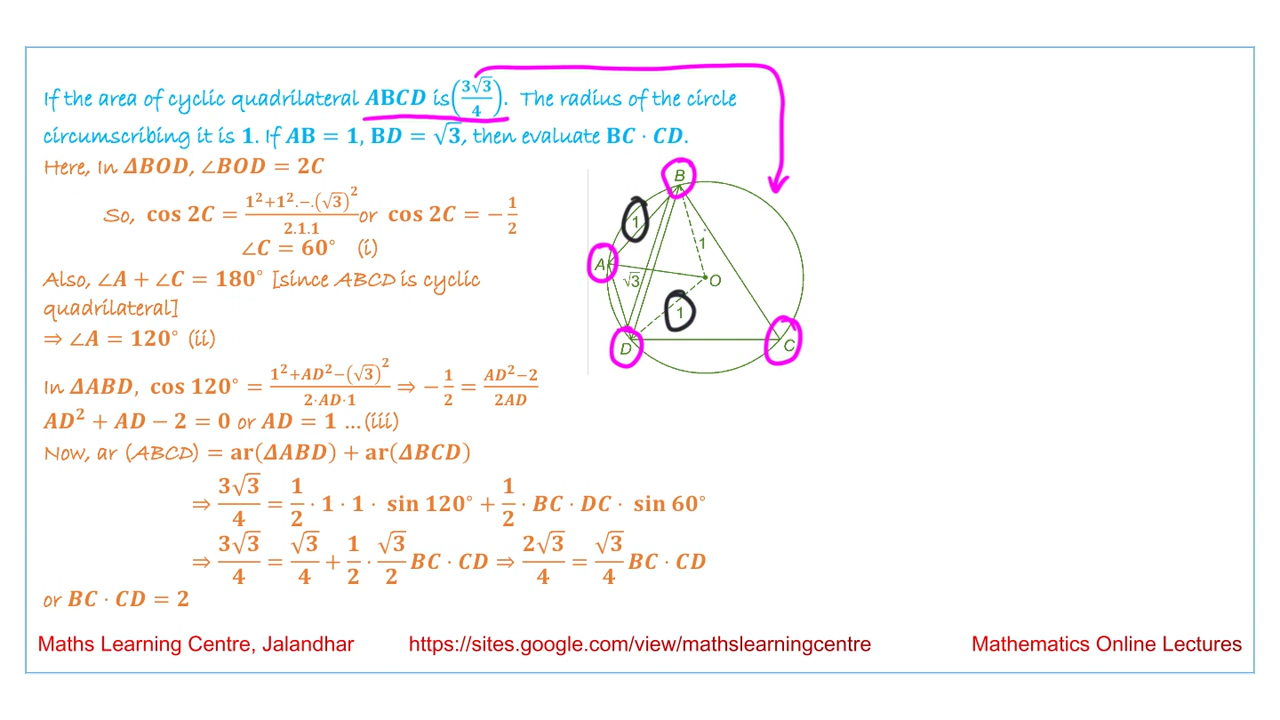 If the area of cyclic quadrilateral ABCD is (3√3/4). The radius of the circle
circumscribing it is 1. If AB = 1, BD = √3, then evaluate BC · CD.
Here, In ΔBOD, ∠BOD = 2C
So, cos 2C = (1²+1².−.(√3)²)/(2.1.1) or cos 2C = −1/2
∠C = 60° (i)
Also, ∠A + ∠C = 180° [since ABCD is cyclic
quadrilateral]
⇒ ∠A = 120° (ii)
In ΔABD, cos 120° = (1²+AD²−(√3)²)/(2·AD·1) ⇒ −1/2 = (AD²−2)/(2AD)
AD² + AD − 2 = 0 or AD = 1 ...(iii)
Now, ar (ABCD) = ar(ΔABD) + ar(ΔBCD)
⇒ 3√3/4 = 1/2 · 1 · 1 · sin 120° + 1/2 · BC · DC · sin 60°
⇒ 3√3/4 = √3/4 + 1/2 · √3/2 BC · CD ⇒ 2√3/4 = √3/4 BC · CD
or BC · CD = 2
B
1
1
A
√3
O
1
D
C
Maths Learning Centre, Jalandhar https://sites.google.com/view/mathslearningcentre Mathematics Online Lectures